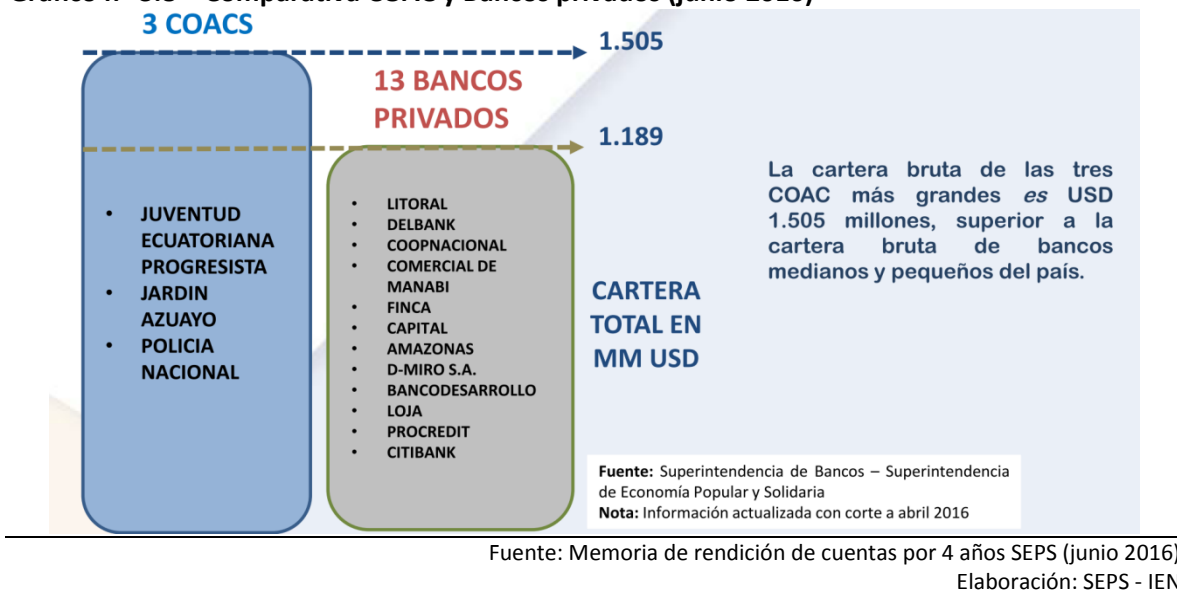 3 COACS
1.505
13 BANCOS
PRIVADOS
1.189
• JUVENTUD
ECUATORIANA
PROGRESISTA
• JARDIN
AZUAYO
• POLICIA
NACIONAL
• LITORAL
• DELBANK
• COOPNACIONAL
• COMERCIAL DE
MANABI
• FINCA
• CAPITAL
• AMAZONAS
• D-MIRO S.A.
• BANCODESARROLLO
• LOJA
• PROCREDIT
• CITIBANK
CARTERA
TOTAL EN
MM USD
La cartera bruta de las tres
COAC más grandes es USD
1.505 millones, superior a la
cartera bruta de bancos
medianos y pequeños del país.
Fuente: Superintendencia de Bancos – Superintendencia
de Economía Popular y Solidaria
Nota: Información actualizada con corte a abril 2016
Fuente: Memoria de rendición de cuentas por 4 años SEPS (junio 2016)
Elaboración: SEPS - IEN